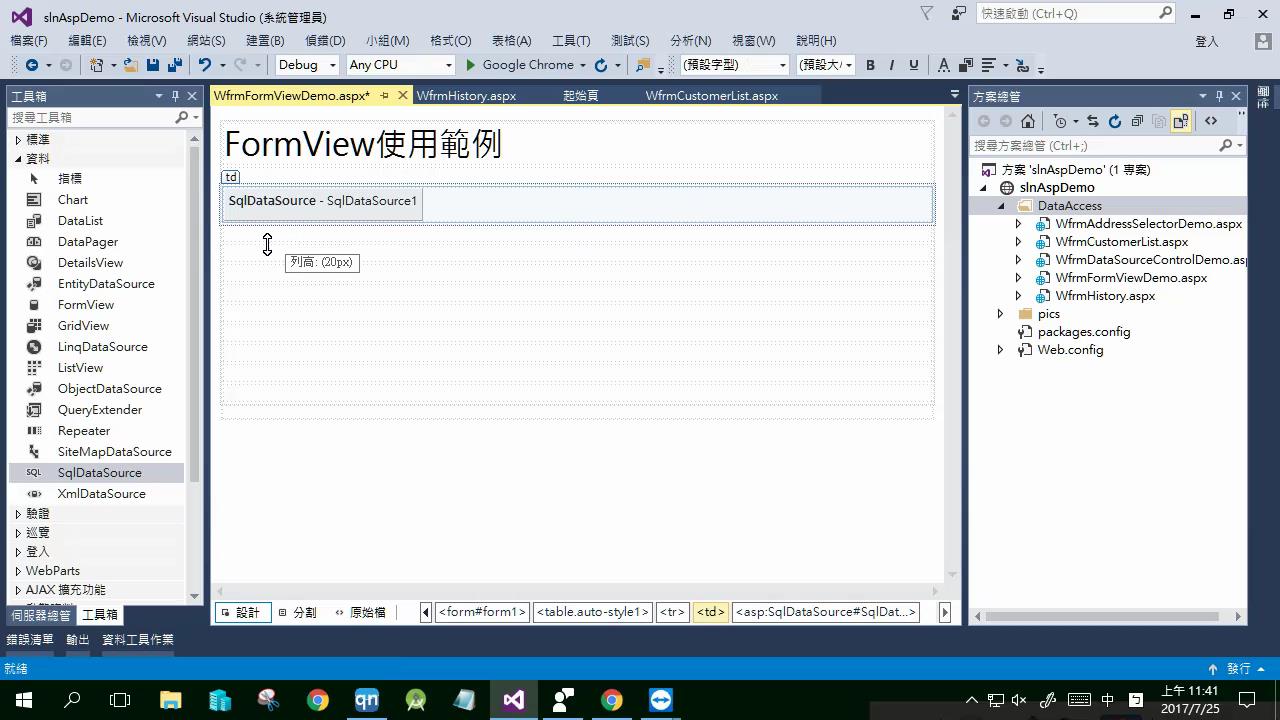 slnAspDemo - Microsoft Visual Studio (系統管理員)
快速啟動 (Ctrl+Q)
檔案(F) 編輯(E) 檢視(V) 網站(S) 建置(B) 偵錯(D) 小組(M) 格式(O) 表格(A) 工具(T) 測試(S) 分析(N) 視窗(W) 說明(H) 登入
Debug Any CPU Google Chrome (預設字型) (預設大 B I U A
工具箱
搜尋工具箱
標準
資料
指標
Chart
DataList
DataPager
DetailsView
EntityDataSource
FormView
GridView
LinqDataSource
ListView
ObjectDataSource
QueryExtender
Repeater
SiteMapDataSource
SQL SqlDataSource
XmlDataSource
驗證
巡覽
登入
WebParts
AJAX 擴充功能
伺服器總管 工具箱
WfrmFormViewDemo.aspx* WfrmHistory.aspx 起始頁 WfrmCustomerList.aspx
FormView使用範例
td
SqlDataSource - SqlDataSource1
列高: (20px)
設計 分割 原始檔 <form#form1> <table.auto-style1> <tr> <td> <asp:SqlDataSource#SqlDat...>
方案總管
搜尋方案總管 (Ctrl+;)
方案 'slnAspDemo' (1 專案)
slnAspDemo
DataAccess
WfrmAddressSelectorDemo.aspx
WfrmCustomerList.aspx
WfrmDataSourceControlDemo.asp
WfrmFormViewDemo.aspx
WfrmHistory.aspx
pics
packages.config
Web.config
錯誤清單 輸出 資料工具作業
就緒
發行
qn
中
上午 11:41
2017/7/25